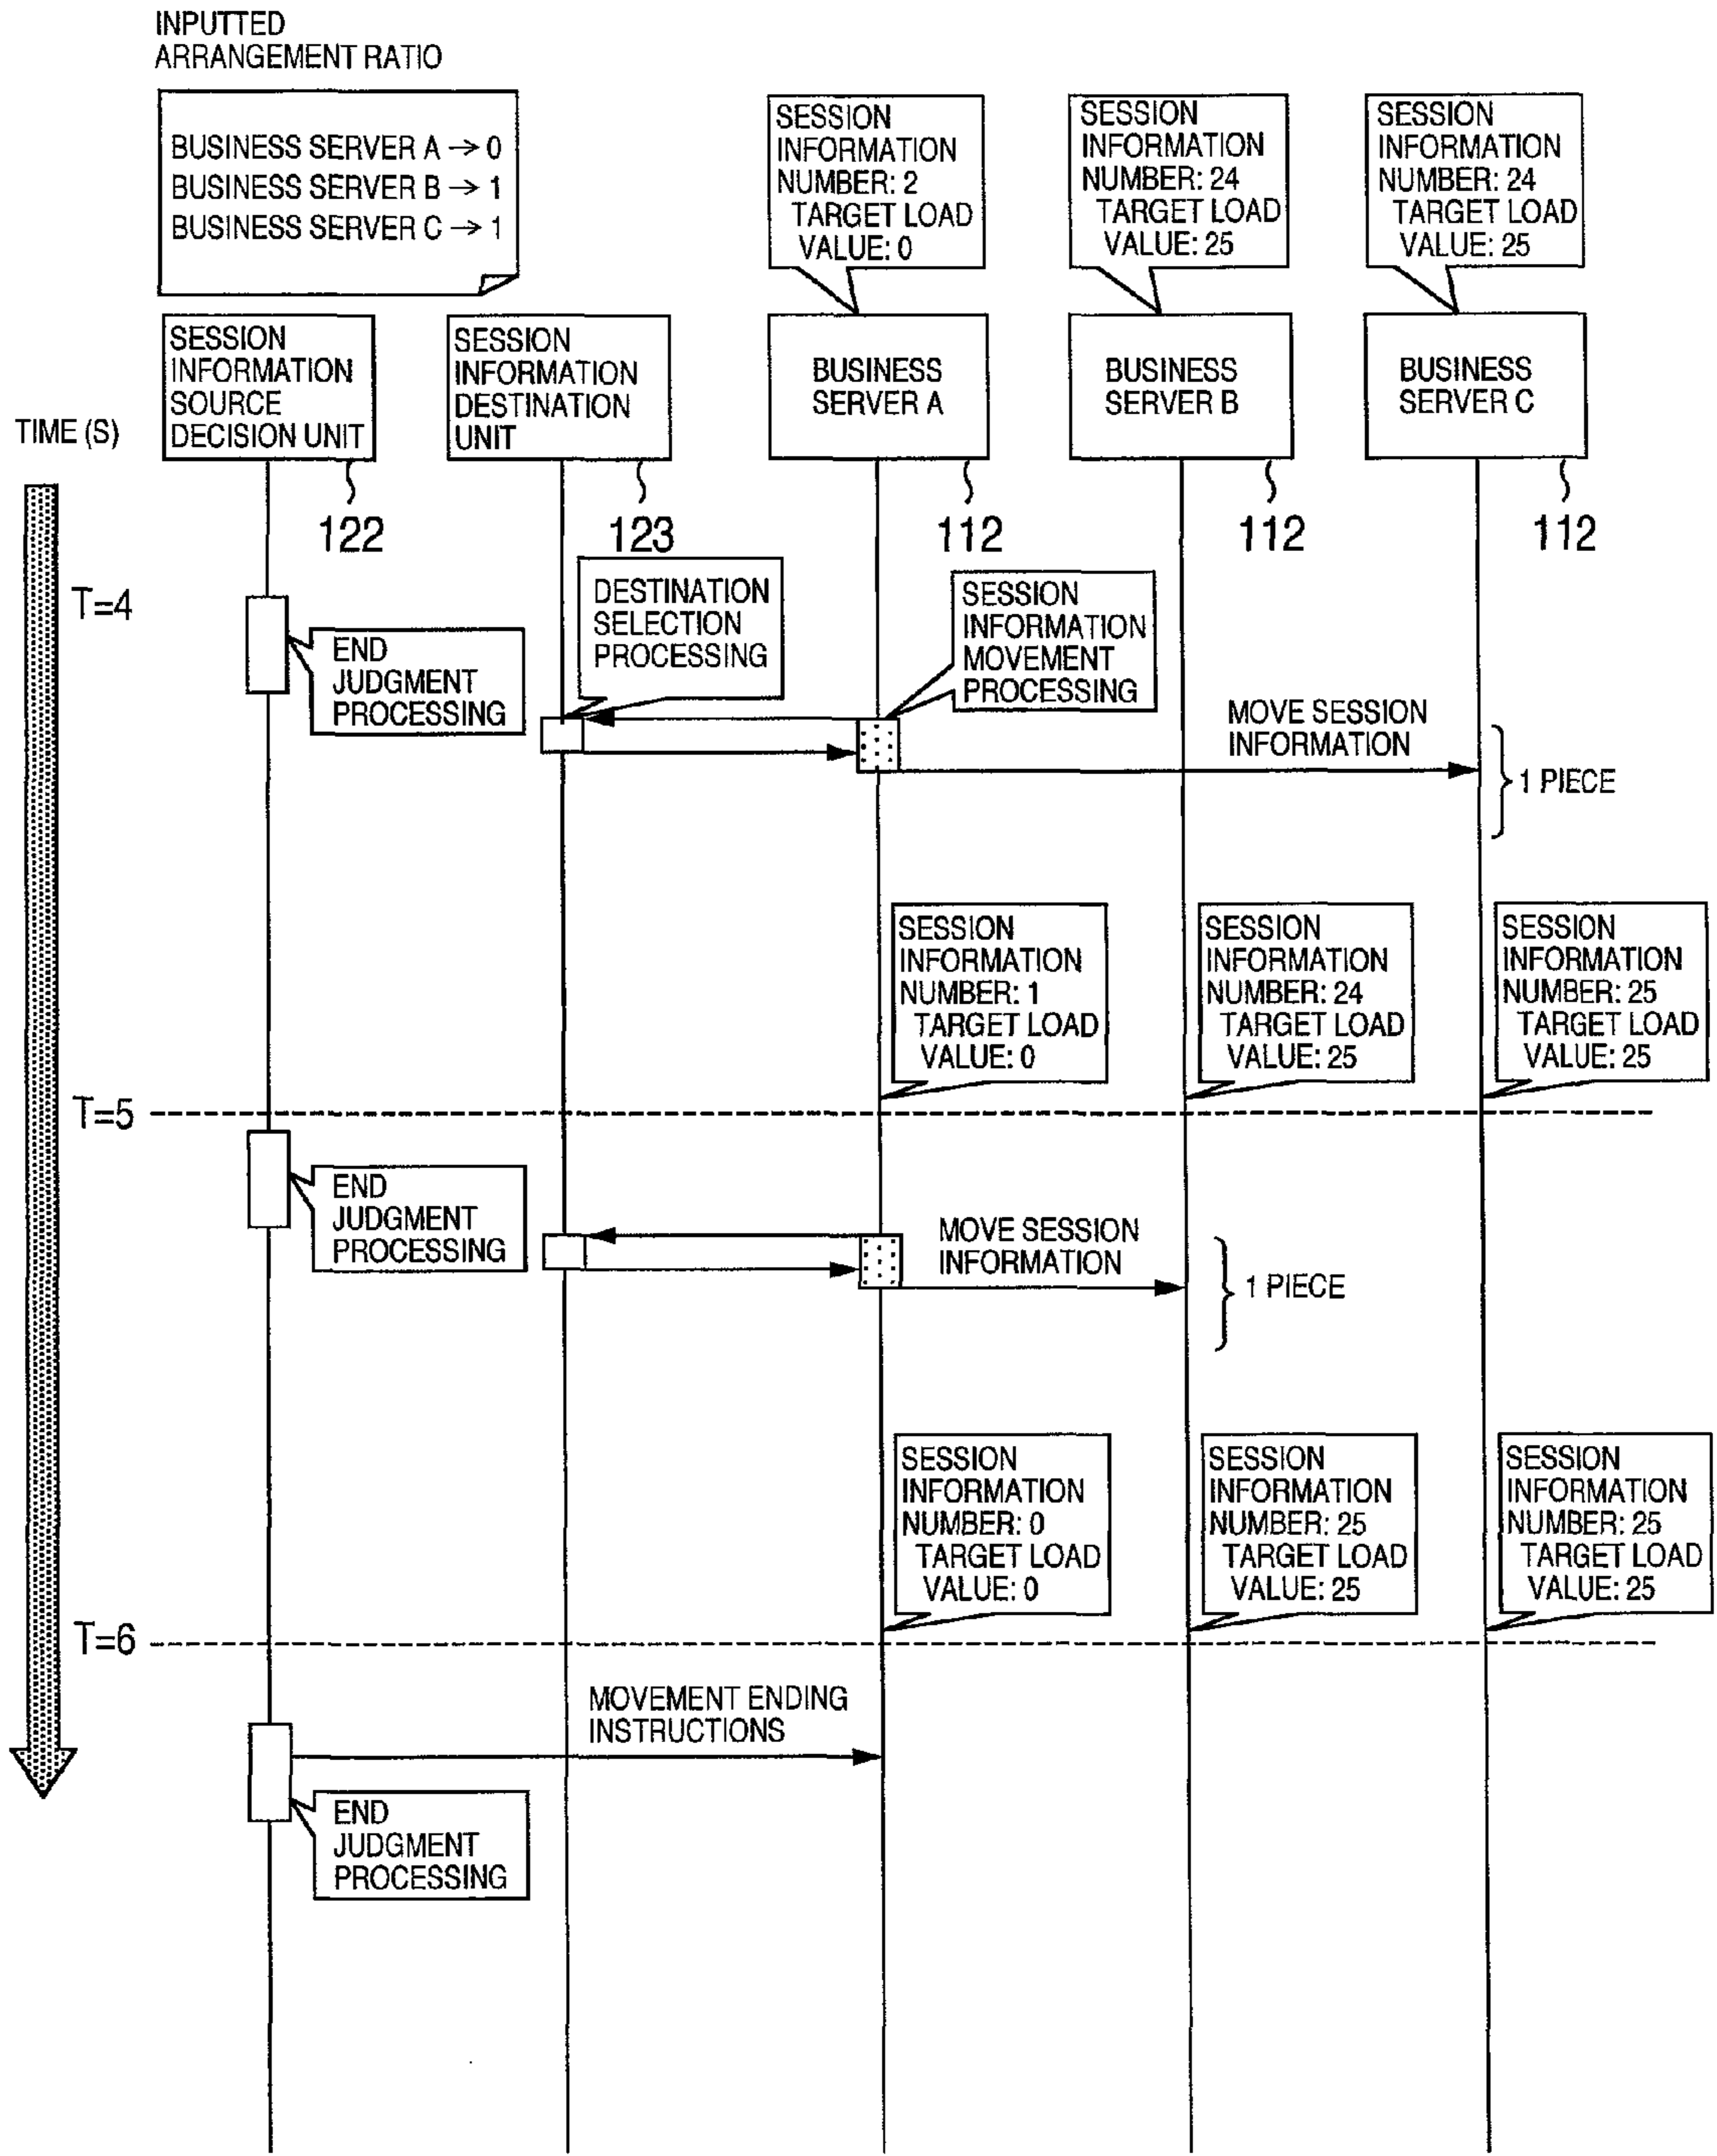 INPUTTED
ARRANGEMENT RATIO
BUSINESS SERVER A → 0
BUSINESS SERVER B → 1
BUSINESS SERVER C → 1
SESSION
INFORMATION
NUMBER: 2
TARGET LOAD
VALUE: 0
SESSION
INFORMATION
NUMBER: 24
TARGET LOAD
VALUE: 25
SESSION
INFORMATION
NUMBER: 24
TARGET LOAD
VALUE: 25
SESSION
INFORMATION
SOURCE
DECISION UNIT
SESSION
INFORMATION
DESTINATION
UNIT
BUSINESS
SERVER A
BUSINESS
SERVER B
BUSINESS
SERVER C
TIME (S)
122
123
112
112
112
T=4
END
JUDGMENT
PROCESSING
DESTINATION
SELECTION
PROCESSING
SESSION
INFORMATION
MOVEMENT
PROCESSING
MOVE SESSION
INFORMATION
1 PIECE
SESSION
INFORMATION
NUMBER: 1
TARGET LOAD
VALUE: 0
SESSION
INFORMATION
NUMBER: 24
TARGET LOAD
VALUE: 25
SESSION
INFORMATION
NUMBER: 25
TARGET LOAD
VALUE: 25
T=5
END
JUDGMENT
PROCESSING
MOVE SESSION
INFORMATION
1 PIECE
SESSION
INFORMATION
NUMBER: 0
TARGET LOAD
VALUE: 0
SESSION
INFORMATION
NUMBER: 25
TARGET LOAD
VALUE: 25
SESSION
INFORMATION
NUMBER: 25
TARGET LOAD
VALUE: 25
T=6
MOVEMENT ENDING
INSTRUCTIONS
END
JUDGMENT
PROCESSING